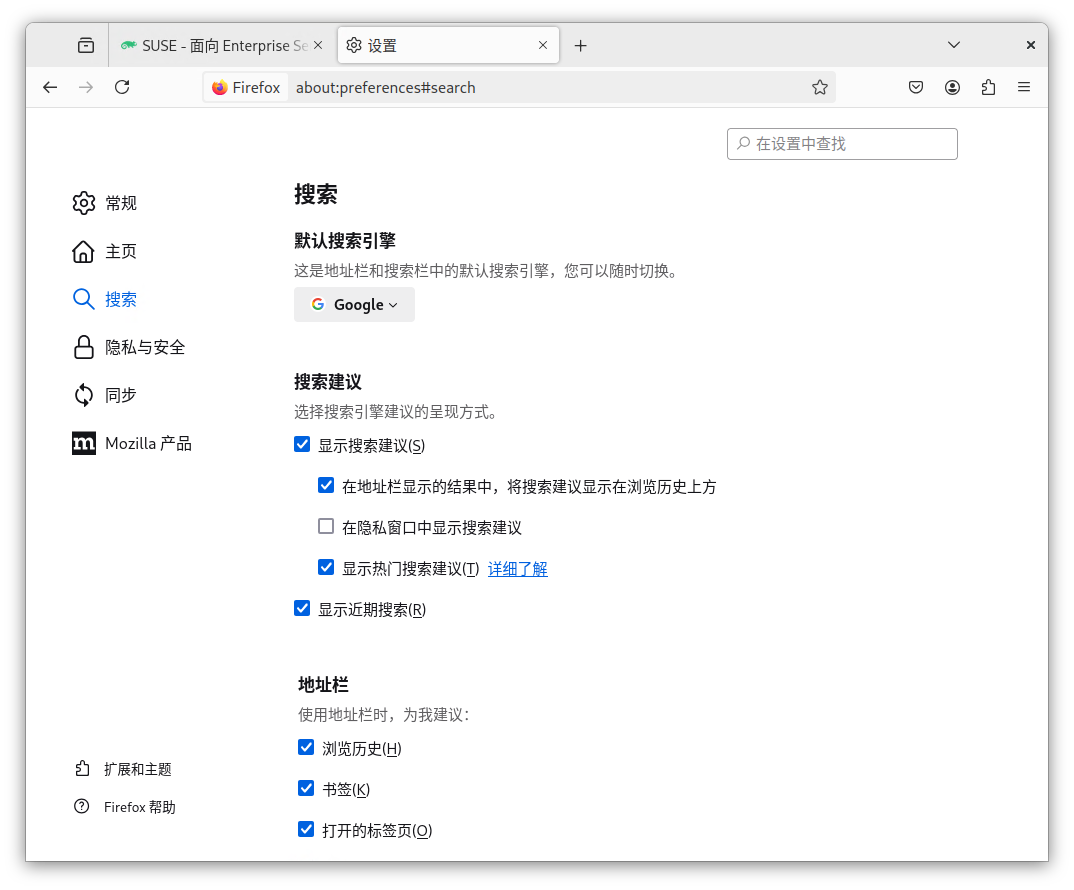 SUSE - 面向 Enterprise Se
设置
Firefox
about:preferences#search
在设置中查找
常规
主页
搜索
隐私与安全
同步
Mozilla 产品
扩展和主题
Firefox 帮助
搜索
默认搜索引擎
这是地址栏和搜索栏中的默认搜索引擎，您可以随时切换。
Google
搜索建议
选择搜索引擎建议的呈现方式。
显示搜索建议(S)
在地址栏显示的结果中，将搜索建议显示在浏览历史上方
在隐私窗口中显示搜索建议
显示热门搜索建议(T) 详细了解
显示近期搜索(R)
地址栏
使用地址栏时，为我建议：
浏览历史(H)
书签(K)
打开的标签页(O)